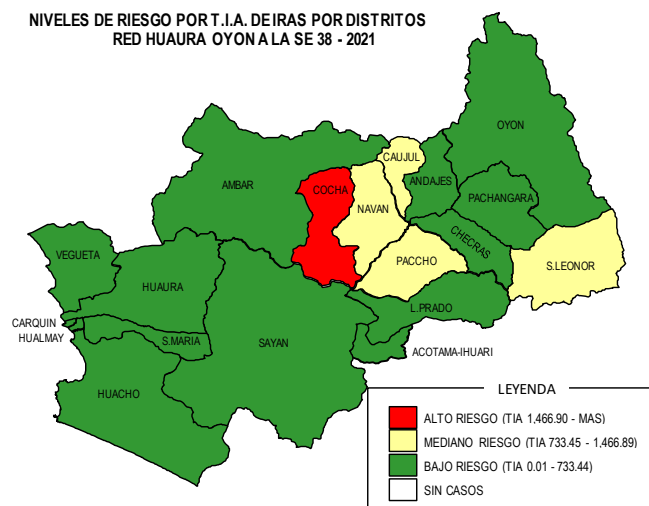 NIVELES DE RIESGO POR T.I.A. DE IRAS POR DISTRITOS
RED HUAURA OYON A LA SE 38 - 2021
OYON
CAUJUL
AMBAR
COCHA
ANDAJES
PACHANGARA
NAVAN
CHECRAS
VEGUETA
PACCHO
S.LEONOR
HUAURA
L.PRADO
CARQUIN
HUALMAY
S.MARIA
SAYAN
ACOTAMA-IHUARI
HUACHO
LEYENDA
ALTO RIESGO (TIA 1,466.90 - MAS)
MEDIANO RIESGO (TIA 733.45 - 1,466.89)
BAJO RIESGO (TIA 0.01 - 733.44)
SIN CASOS